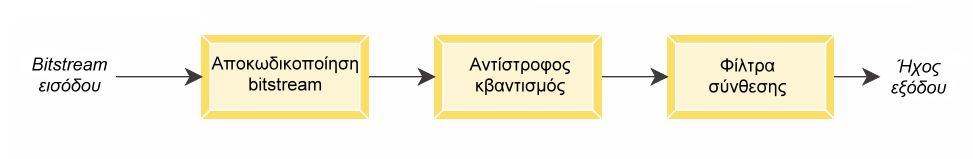 Bitstream
εισόδου
Αποκωδικοποίηση
bitstream
Αντίστροφος
κβαντισμός
Φίλτρα
σύνθεσης
Ήχος
εξόδου